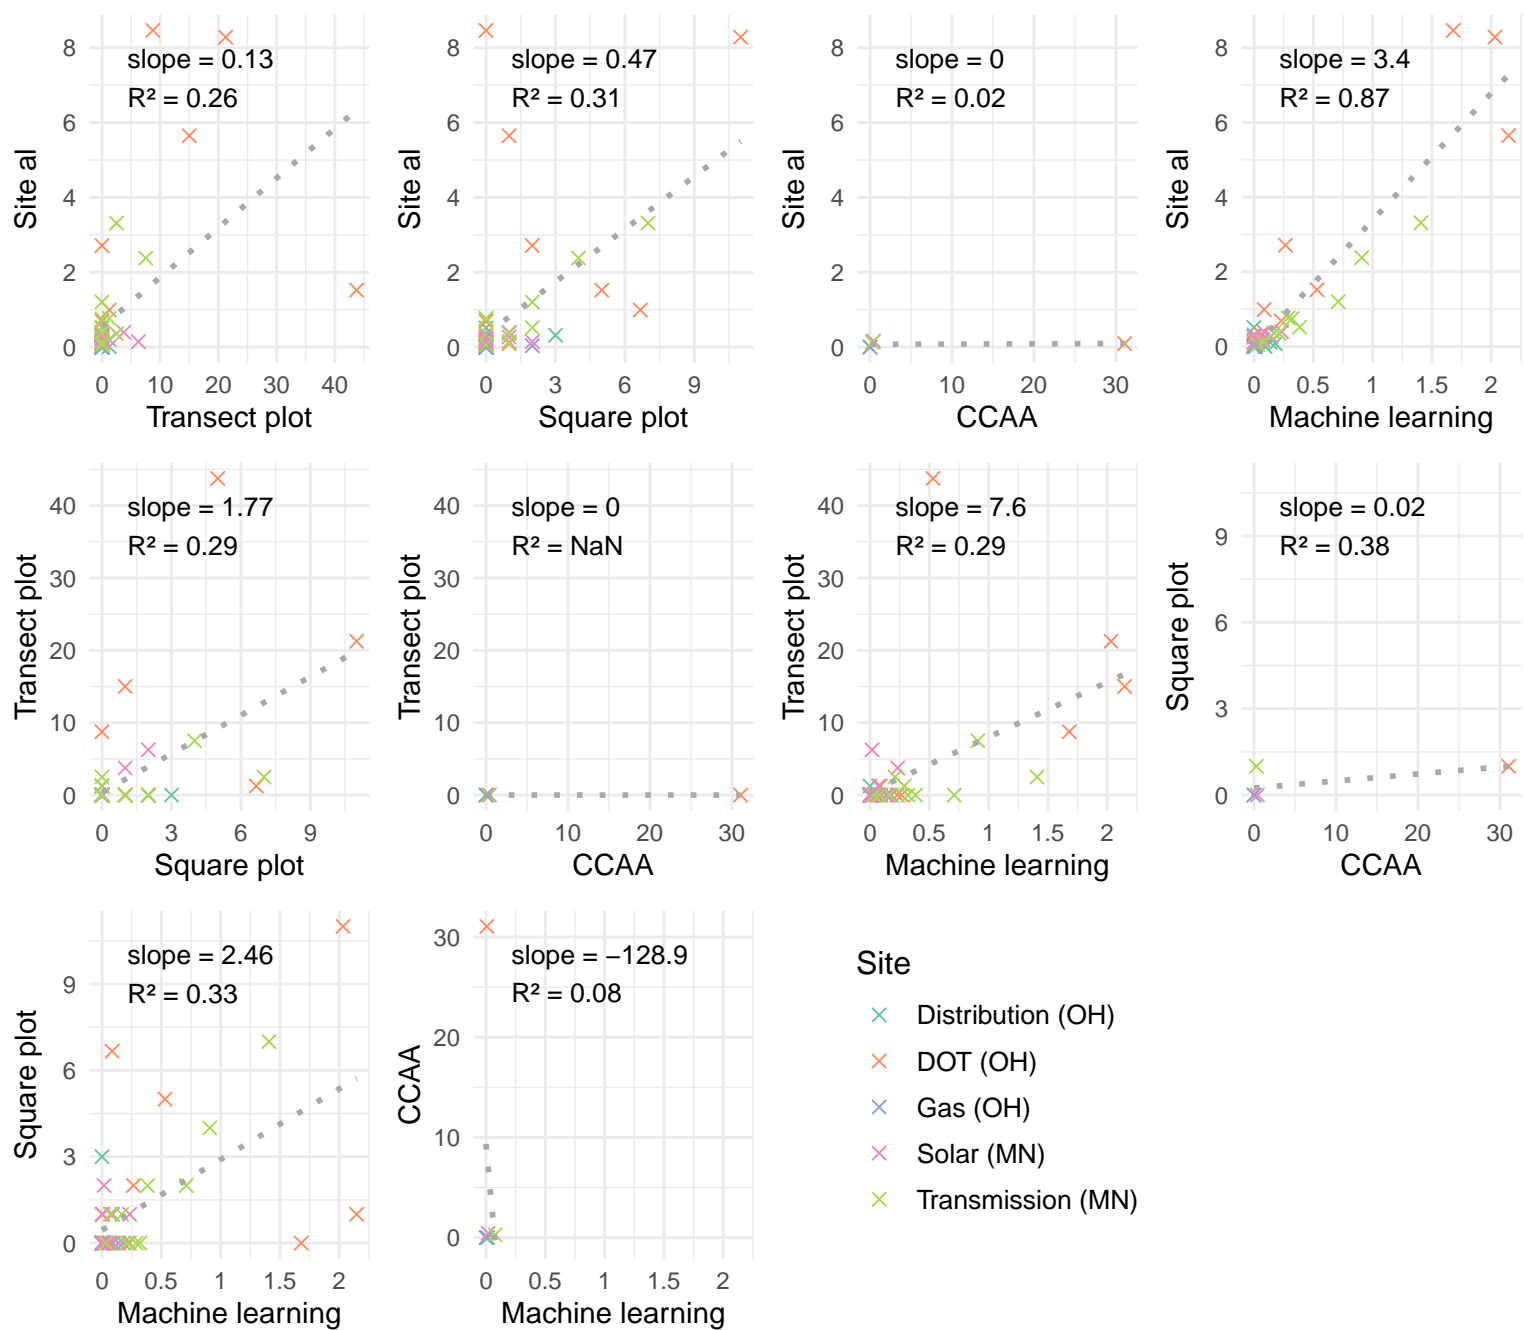 slope = 0.13
R² = 0.26
Site al
8
6
4
2
0
0 10 20 30 40
Transect plot
slope = 0.47
R² = 0.31
Site al
8
6
4
2
0
0 3 6 9
Square plot
slope = 0
R² = 0.02
Site al
8
6
4
2
0
0 10 20 30
CCAA
slope = 3.4
R² = 0.87
Site al
8
6
4
2
0
0 0.5 1 1.5 2
Machine learning
slope = 1.77
R² = 0.29
Transect plot
40
30
20
10
0
0 3 6 9
Square plot
slope = 0
R² = NaN
Transect plot
40
30
20
10
0
0 10 20 30
CCAA
slope = 7.6
R² = 0.29
Transect plot
40
30
20
10
0
0 0.5 1 1.5 2
Machine learning
slope = 0.02
R² = 0.38
Square plot
9
6
3
0
0 10 20 30
CCAA
slope = 2.46
R² = 0.33
Square plot
9
6
3
0
0 0.5 1 1.5 2
Machine learning
slope = −128.9
R² = 0.08
CCAA
30
20
10
0
0 0.5 1 1.5 2
Machine learning
Site
Distribution (OH)
DOT (OH)
Gas (OH)
Solar (MN)
Transmission (MN)